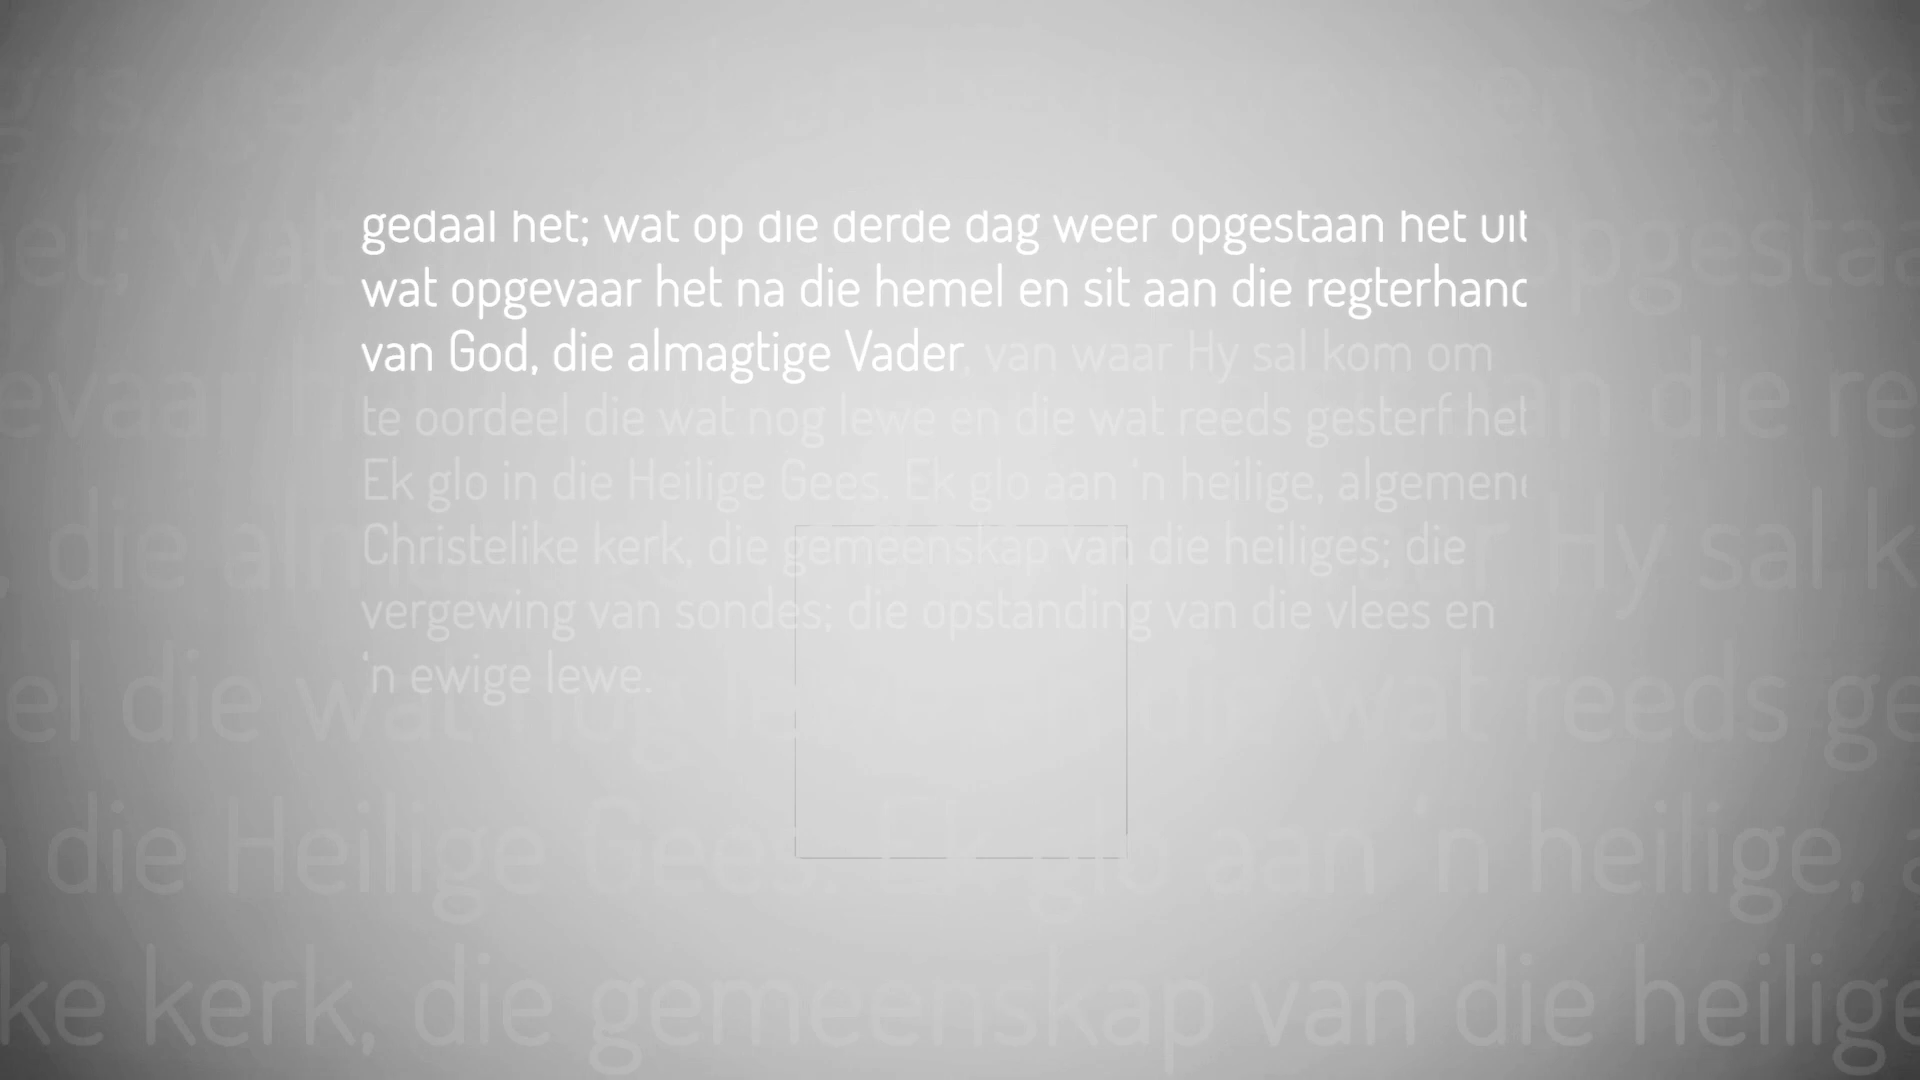 gedaal het; wat op die derde dag weer opgestaan het uit
wat opgevaar het na die hemel en sit aan die regterhand
van God, die almagtige Vader, van waar Hy sal kom om
te oordeel die wat nog lewe en die wat reeds gesterf het
Ek glo in die Heilige Gees. Ek glo aan ‘n heilige, algemene
Christelike kerk, die gemeenskap van die heiliges; die
vergewing van sondes; die opstanding van die vlees en
‘n ewige lewe.